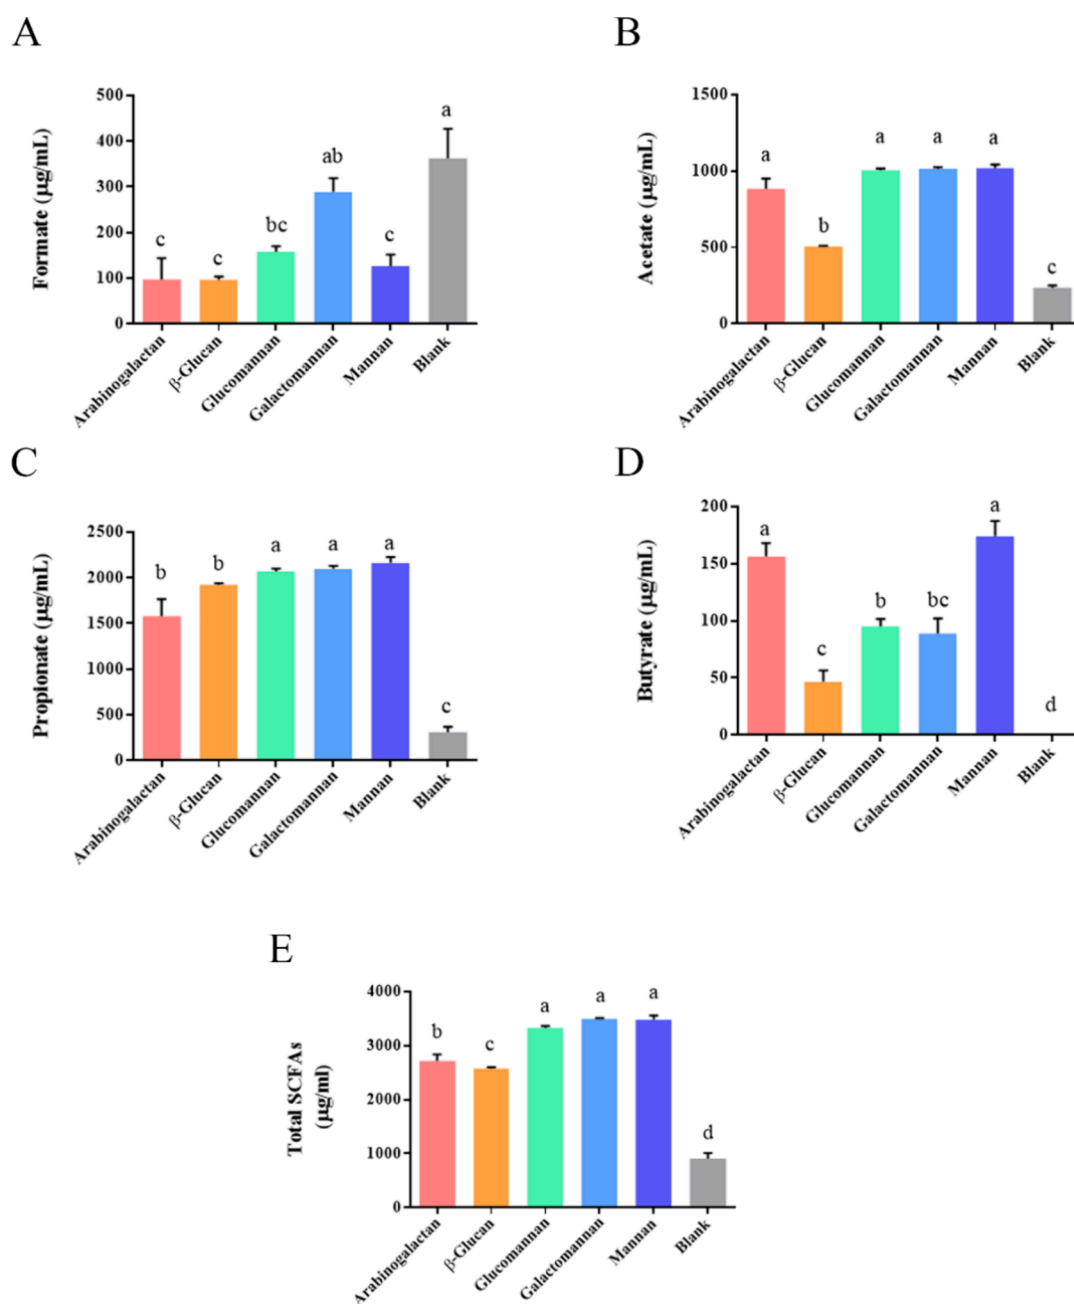 A
Formate (µg/mL)
500
400
300
200
100
0
c
c
bc
ab
c
a
Arabinogalactan
β-Glucan
Glucomannan
Galactomannan
Mannan
Blank
B
Acetate (µg/mL)
1500
1000
500
0
a
b
a
a
a
c
Arabinogalactan
β-Glucan
Glucomannan
Galactomannan
Mannan
Blank
C
Propionate (µg/mL)
2500
2000
1500
1000
500
0
b
b
a
a
a
c
Arabinogalactan
β-Glucan
Glucomannan
Galactomannan
Mannan
Blank
D
Butyrate (µg/mL)
200
150
100
50
0
a
c
b
bc
a
d
Arabinogalactan
β-Glucan
Glucomannan
Galactomannan
Mannan
Blank
E
Total SCFAs
(µg/ml)
4000
3000
2000
1000
0
b
c
a
a
a
d
Arabinogalactan
β-Glucan
Glucomannan
Galactomannan
Mannan
Blank